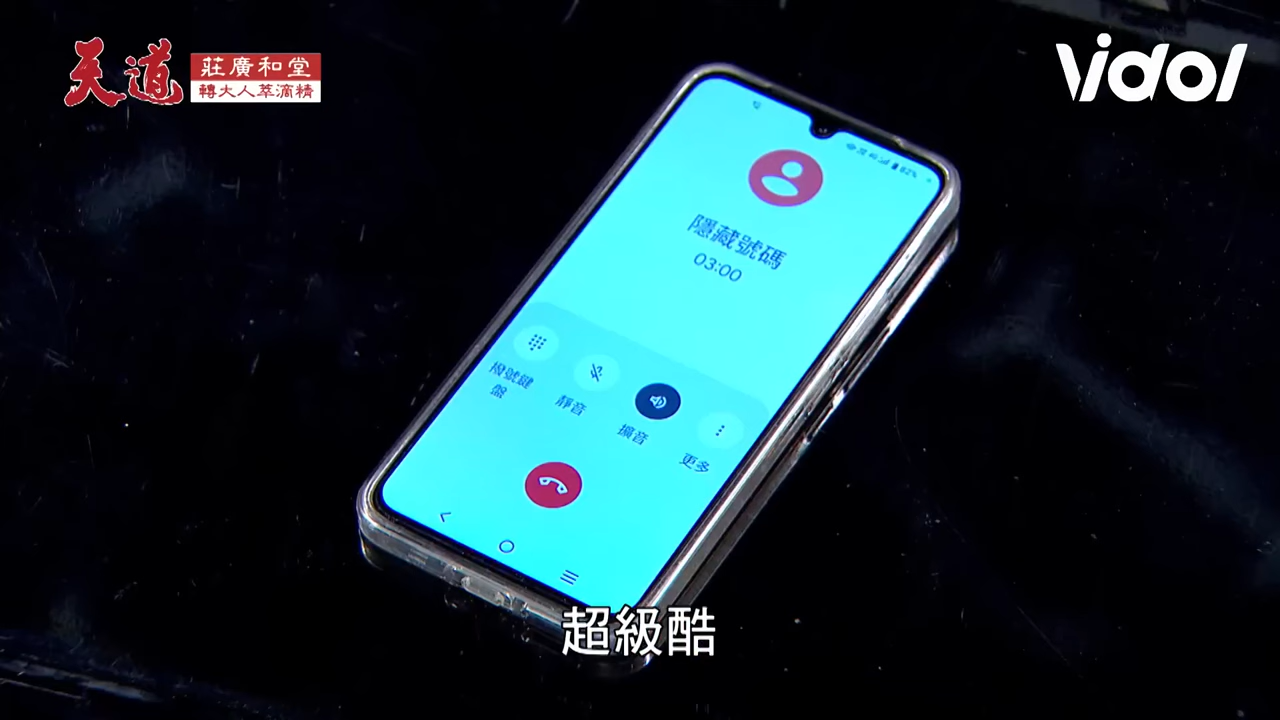 天道
莊廣和堂
轉大人萃滴精
Vidol
82%
隱藏號碼
03:00
撥號鍵
盤
靜音
擴音
更多
超級酷